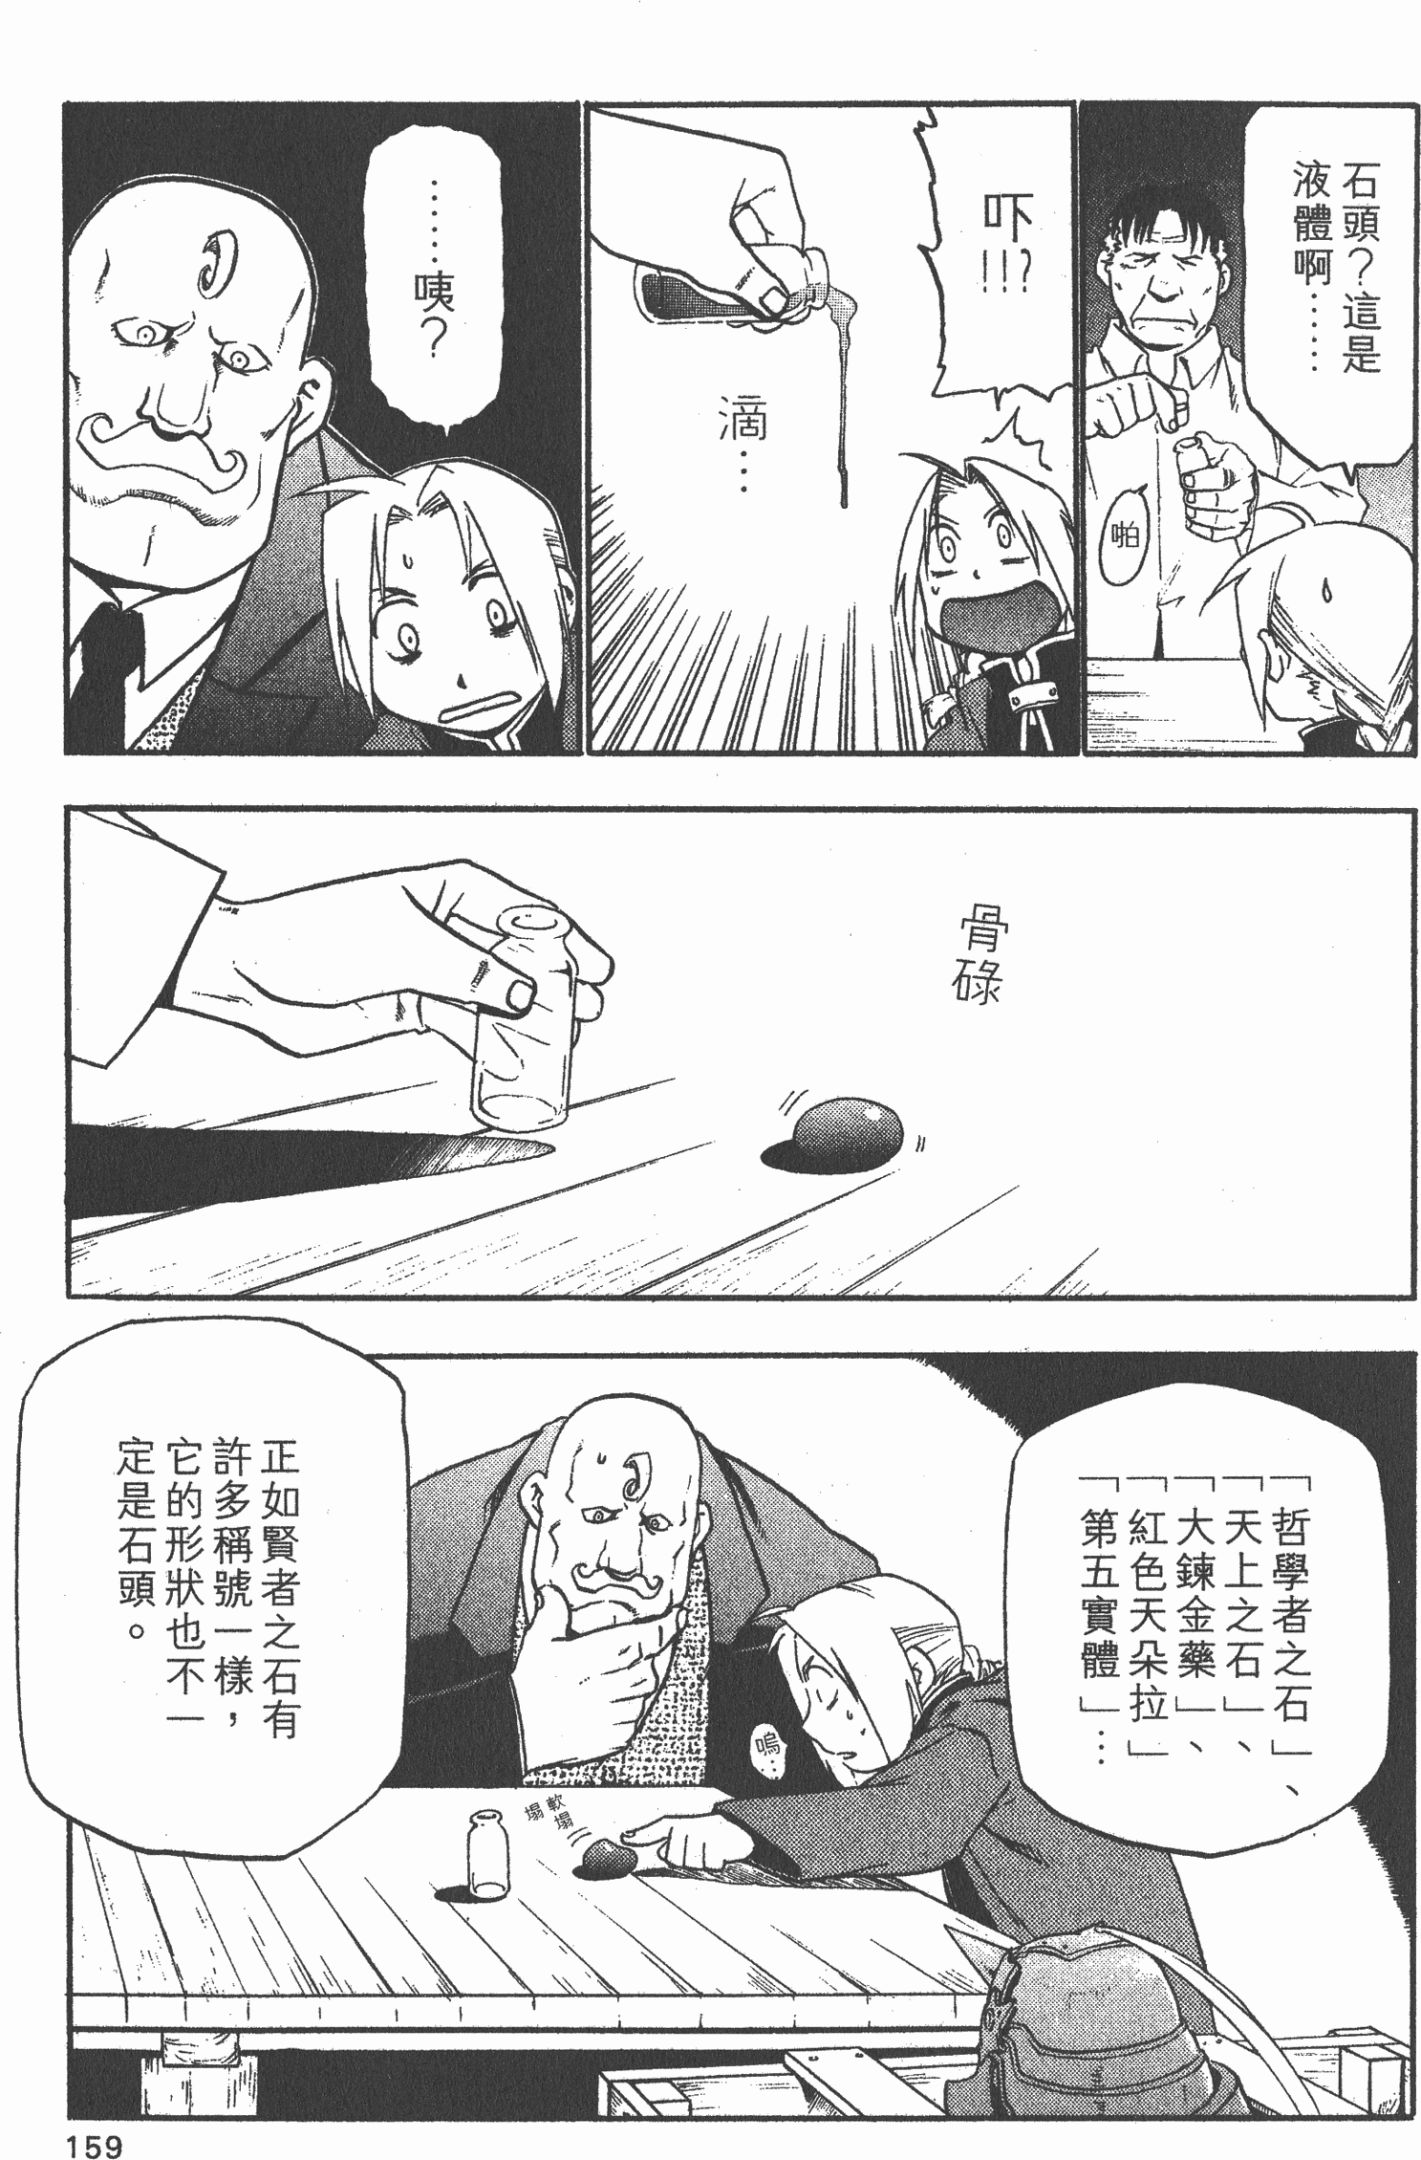 石頭？這是
液體啊……
啪
吓!!?
滴…
……咦？
骨碌
「哲學者之石」、
「天上之石」、
「大鍊金藥」、
「紅色天朵拉」
「第五實體」…
嗚…
軟塌
塌
正如賢者之石有
許多稱號一樣，
它的形狀也不一
定是石頭。
159